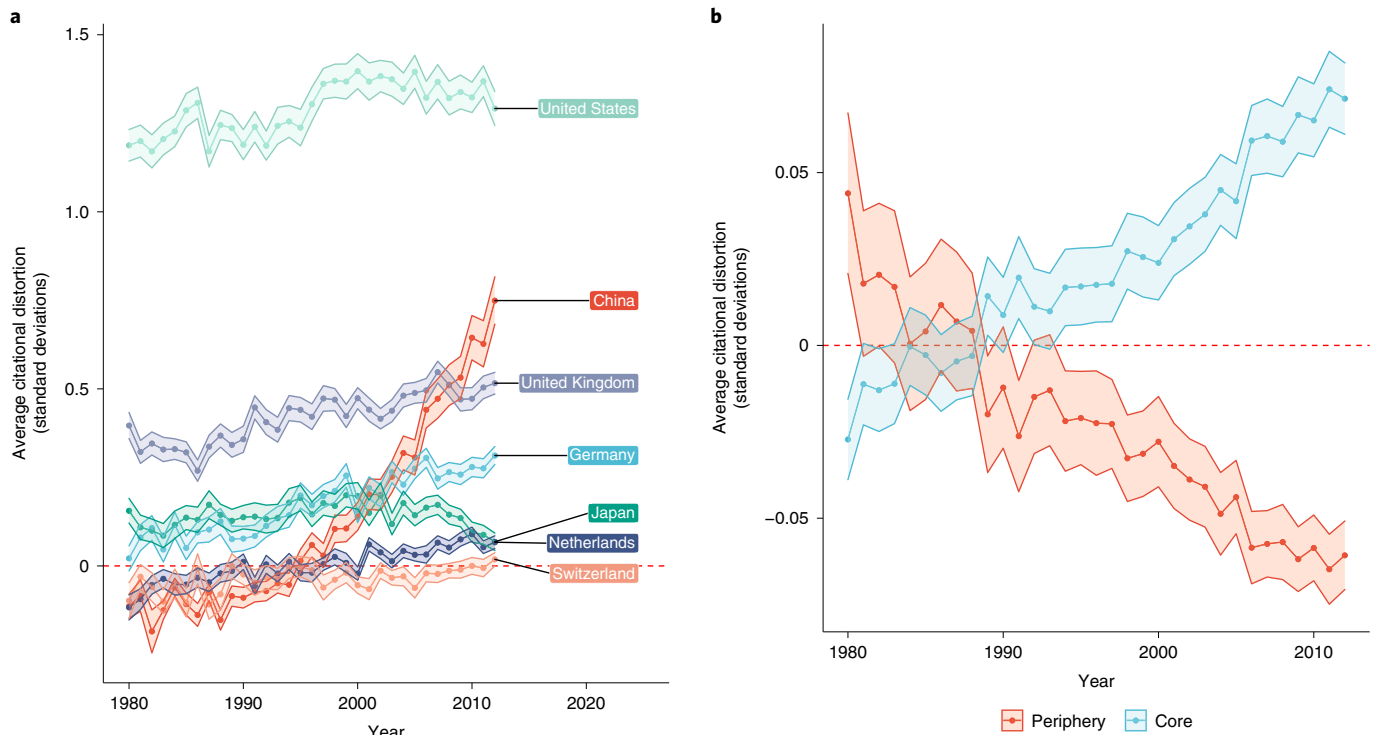 a
Average citational distortion
(standard deviations)
1.5
1.0
0.5
0
United States
China
United Kingdom
Germany
Japan
Netherlands
Switzerland
1980
1990
2000
2010
2020
Year
b
Average citational distortion
(standard deviations)
0.05
0
−0.05
1980
1990
2000
2010
Year
Periphery
Core